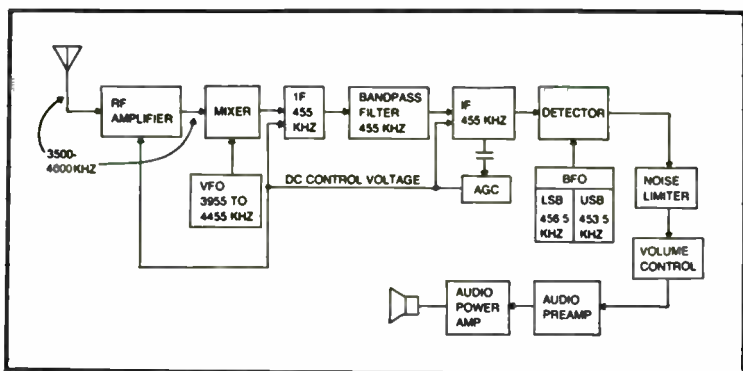 RF
AMPLIFIER
MIXER
1F
455
KHZ
BANDPASS
FILTER
455 KHZ
IF
455 KHZ
DETECTOR
3500-
4000KHZ
VFO
3955 TO
4455 KHZ
DC CONTROL VOLTAGE
AGC
BFO
LSB
456 5
KHZ
USB
453 5
KHZ
NOISE
LIMITER
VOLUME
CONTROL
AUDIO
POWER
AMP
AUDIO
PREAMP